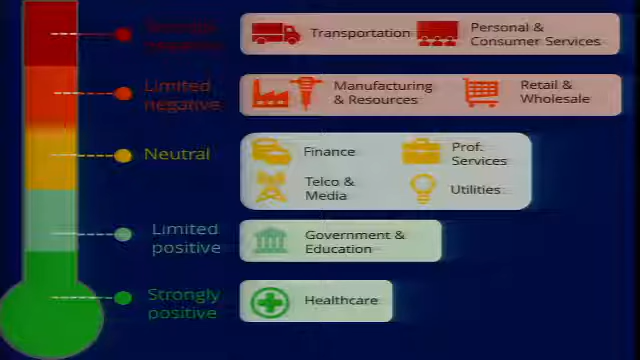 Strongly
negative
Transportation
Personal &
Consumer Services
Limited
negative
Manufacturing
& Resources
Retail &
Wholesale
Neutral
Finance
Prof.
Services
Telco &
Media
Utilities
Limited
positive
Government &
Education
Strongly
positive
Healthcare